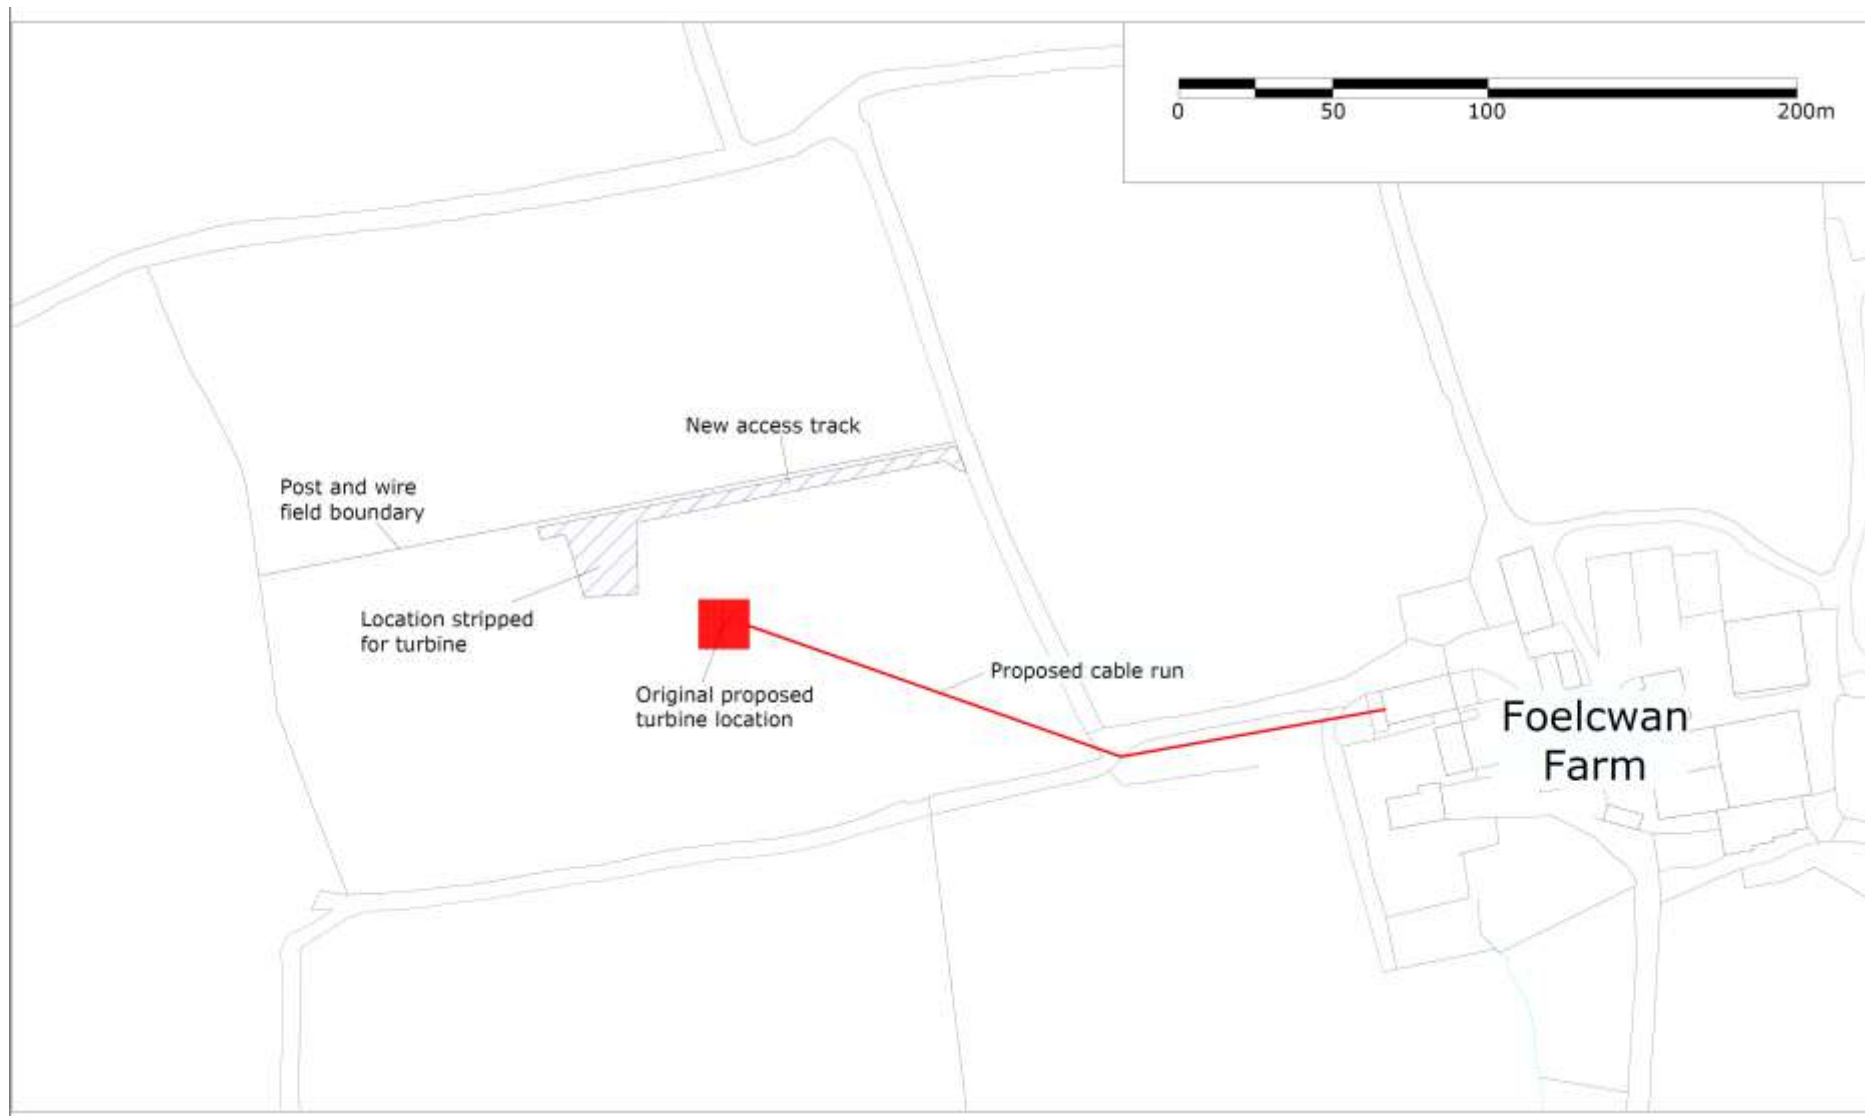 0 50 100 200m
New access track
Post and wire
field boundary
Location stripped
for turbine
Original proposed
turbine location
Proposed cable run
Foelcwan
Farm